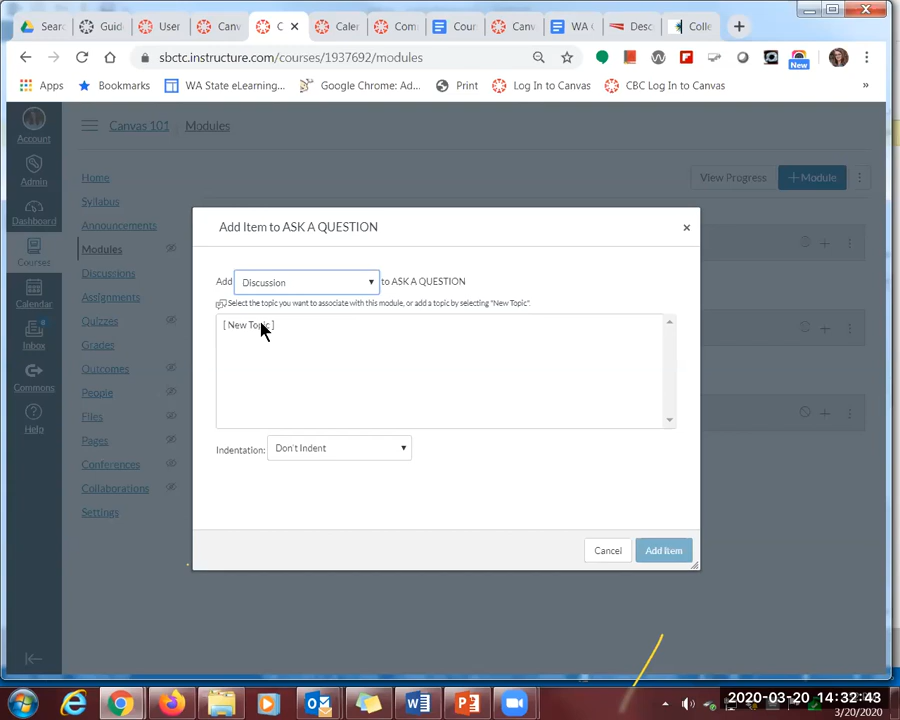 Searc
Guide
User
Canv
C
Caler
Com
Cour
Canv
WA
Desc
Colle
sbctc.instructure.com/courses/1937692/modules
New
Apps
Bookmarks
WA State eLearning...
Google Chrome: Ad...
Print
Log In to Canvas
CBC Log In to Canvas
»
Account
Admin
Dashboard
Courses
Calendar
Inbox
Commons
Help
Canvas 101
Modules
Home
Syllabus
Announcements
Modules
Discussions
Assignments
Quizzes
Grades
Outcomes
People
Files
Pages
Conferences
Collaborations
Settings
View Progress
+Module
Add Item to ASK A QUESTION
×
Add Discussion to ASK A QUESTION
Select the topic you want to associate with this module, or add a topic by selecting "New Topic".
[ New Topic ]
Indentation: Don't Indent
Cancel
Add Item
2020-03-20 14:32:43
3/20/2020